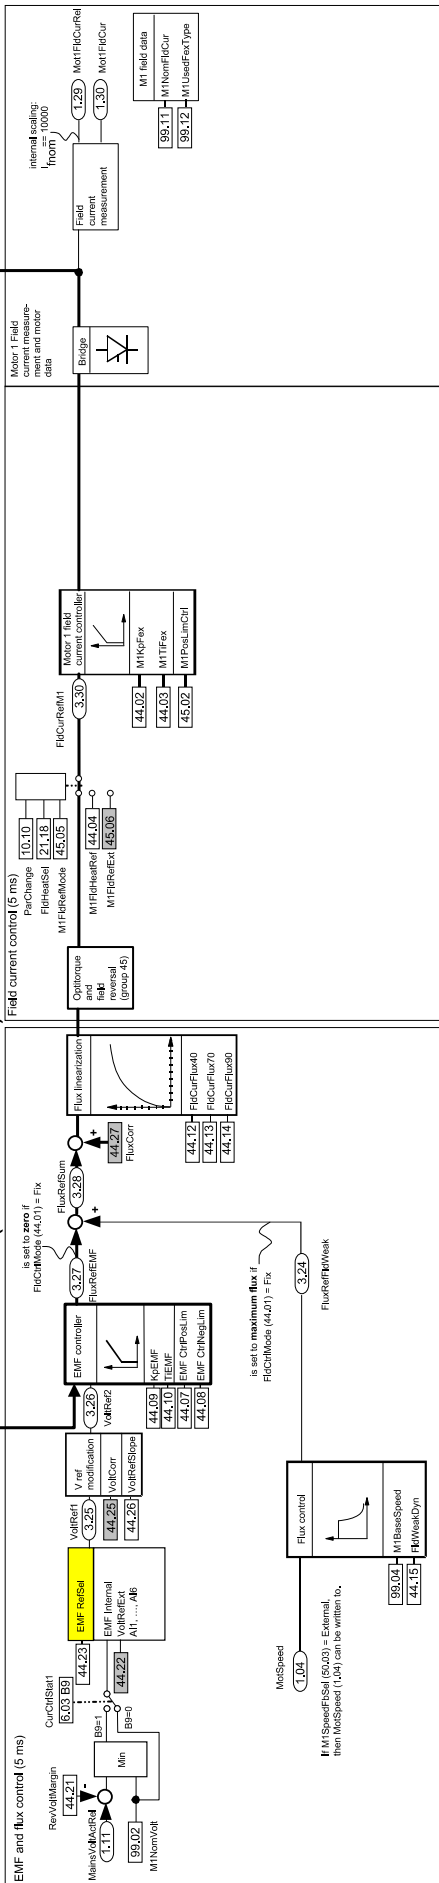 EMF and flux control (5 ms)
RevVoltMargin
44.21
-
MainsVoltActRel
1.11
99.02
M1NomVolt
Min
CurCtrlStat1
6.03 B9
B9=1
B9=0
44.23
EMF RefSel
EMF Internal
VoltRefExt
AI1, ..., AI6
44.22
VoltRef1
3.25
V ref
modification
44.25
VoltCorr
44.26
VoltRefSlope
3.26
VoltRef2
EMF controller
44.09
KpEMF
44.10
TiEMF
44.07
EMF CtrlPosLim
44.08
EMF CtrlNegLim
3.27
FluxRefEMF
is set to zero if
FldCtrlMode (44.01) = Fix
+
FluxRefSum
3.28
+
44.27
FluxCorr
Flux linearization
44.12
FldCurFlux40
44.13
FldCurFlux70
44.14
FldCurFlux90
MotSpeed
1.04
If M1SpeedFbSel (50.03) = External,
then MotSpeed (1.04) can be written to.
Flux control
99.04
M1BaseSpeed
44.15
FldWeakDyn
is set to maximum flux if
FldCtrlMode (44.01) = Fix
3.24
FluxRefFldWeak
Field current control (5 ms)
Optitorque
and
field
reversal
(group 45)
ParChange
10.10
FldHeatSel
21.18
M1FldRefMode
45.05
M1FldHeatRef
44.04
M1FldRefExt
45.06
FldCurRefM1
3.30
Motor 1 field
current controller
44.02
M1KpFex
44.03
M1TiFex
45.02
M1PosLimCtrl
Motor 1 Field
current measure-
ment and motor
data
Bridge
Field
current
measurement
internal scaling:
Ifnom == 10000
1.29
Mot1FldCurRel
1.30
Mot1FldCur
M1 field data
99.11
M1NomFldCur
99.12
M1UsedFexType